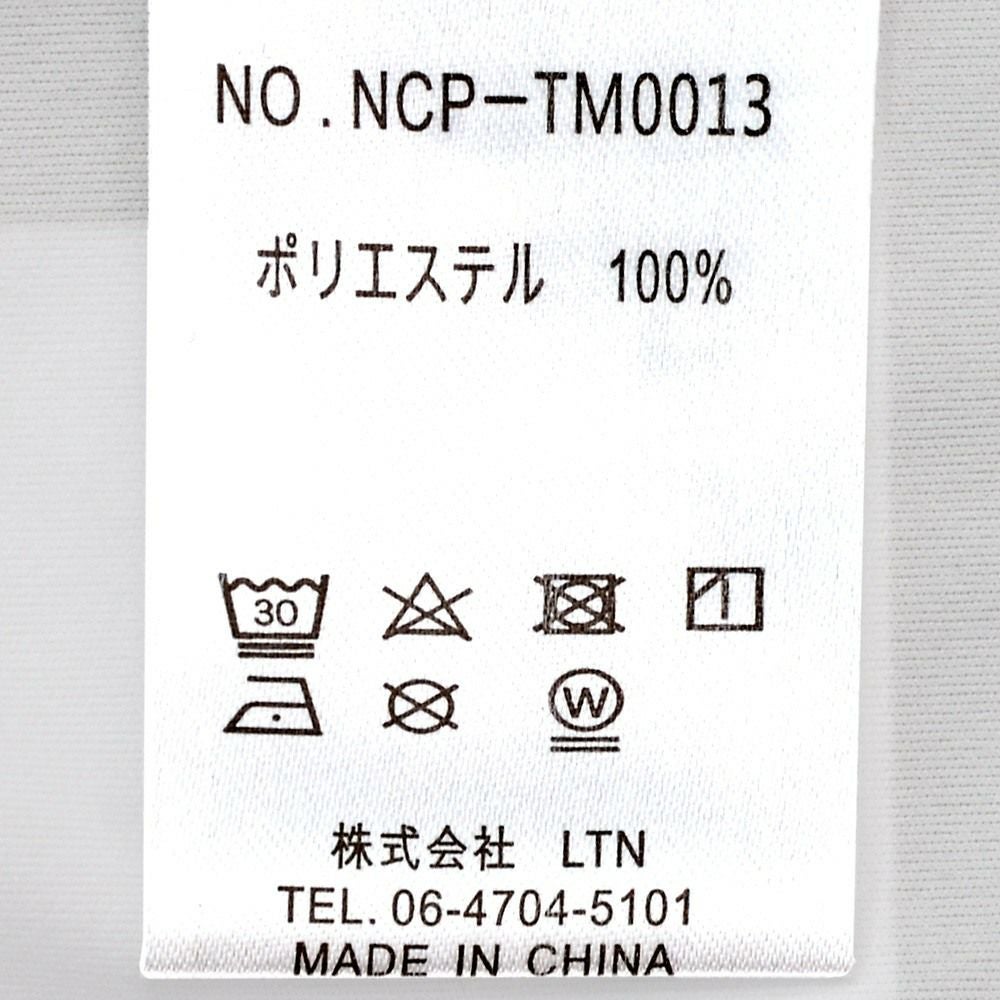 NO.NCP-TM0013
ポリエステル 100%
30
W
株式会社 LTN
TEL.06-4704-5101
MADE IN CHINA